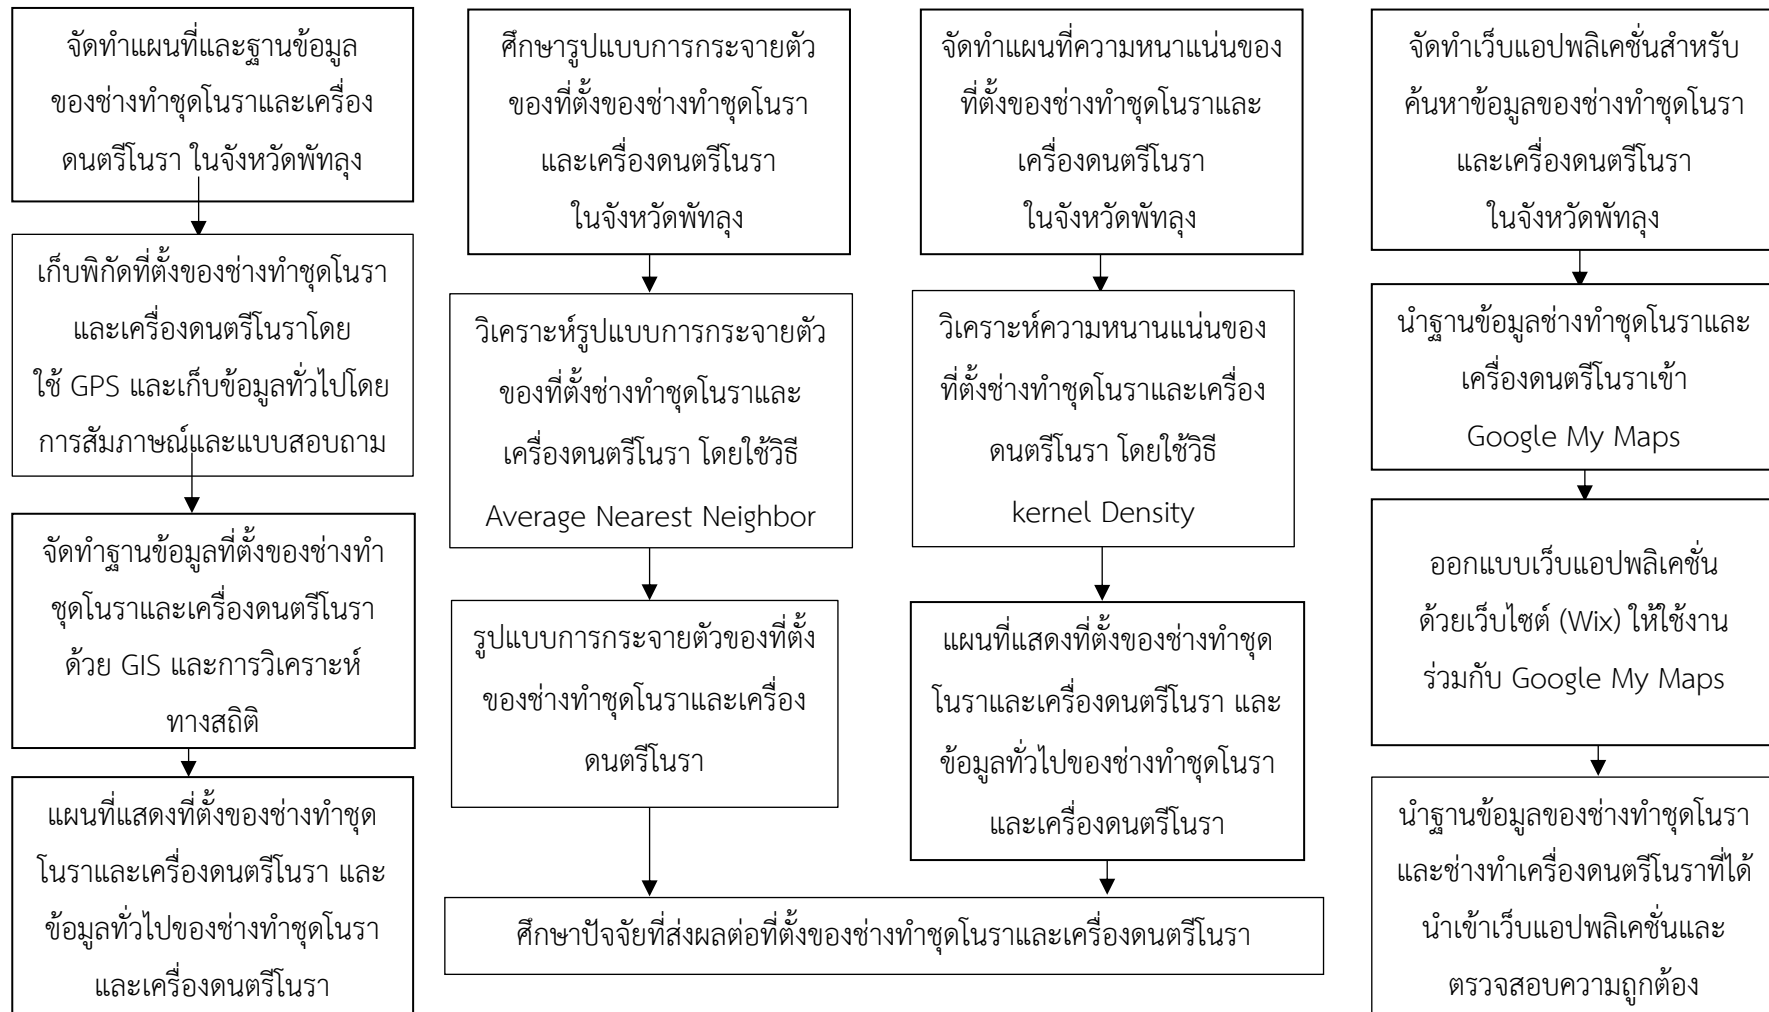 จัดทำแผนที่และฐานข้อมูล
ของช่างทำชุดโนราและเครื่อง
ดนตรีโนรา ในจังหวัดพัทลุง
เก็บพิกัดที่ตั้งของช่างทำชุดโนรา
และเครื่องดนตรีโนราโดย
ใช้ GPS และเก็บข้อมูลทั่วไปโดย
การสัมภาษณ์และแบบสอบถาม
จัดทำฐานข้อมูลที่ตั้งของช่างทำ
ชุดโนราและเครื่องดนตรีโนรา
ด้วย GIS และการวิเคราะห์
ทางสถิติ
แผนที่แสดงที่ตั้งของช่างทำชุด
โนราและเครื่องดนตรีโนรา และ
ข้อมูลทั่วไปของช่างทำชุดโนรา
และเครื่องดนตรีโนรา
ศึกษารูปแบบการกระจายตัว
ของที่ตั้งของช่างทำชุดโนรา
และเครื่องดนตรีโนรา
ในจังหวัดพัทลุง
วิเคราะห์รูปแบบการกระจายตัว
ของที่ตั้งช่างทำชุดโนราและ
เครื่องดนตรีโนรา โดยใช้วิธี
Average Nearest Neighbor
รูปแบบการกระจายตัวของที่ตั้ง
ของช่างทำชุดโนราและเครื่อง
ดนตรีโนรา
จัดทำแผนที่ความหนาแน่นของ
ที่ตั้งของช่างทำชุดโนราและ
เครื่องดนตรีโนรา
ในจังหวัดพัทลุง
วิเคราะห์ความหนานแน่นของ
ที่ตั้งช่างทำชุดโนราและเครื่อง
ดนตรีโนรา โดยใช้วิธี
kernel Density
แผนที่แสดงที่ตั้งของช่างทำชุด
โนราและเครื่องดนตรีโนรา และ
ข้อมูลทั่วไปของช่างทำชุดโนรา
และเครื่องดนตรีโนรา
ศึกษาปัจจัยที่ส่งผลต่อที่ตั้งของช่างทำชุดโนราและเครื่องดนตรีโนรา
จัดทำเว็บแอปพลิเคชั่นสำหรับ
ค้นหาข้อมูลของช่างทำชุดโนรา
และเครื่องดนตรีโนรา
ในจังหวัดพัทลุง
นำฐานข้อมูลช่างทำชุดโนราและ
เครื่องดนตรีโนราเข้า
Google My Maps
ออกแบบเว็บแอปพลิเคชั่น
ด้วยเว็บไซต์ (Wix) ให้ใช้งาน
ร่วมกับ Google My Maps
นำฐานข้อมูลของช่างทำชุดโนรา
และช่างทำเครื่องดนตรีโนราที่ได้
นำเข้าเว็บแอปพลิเคชั่นและ
ตรวจสอบความถูกต้อง